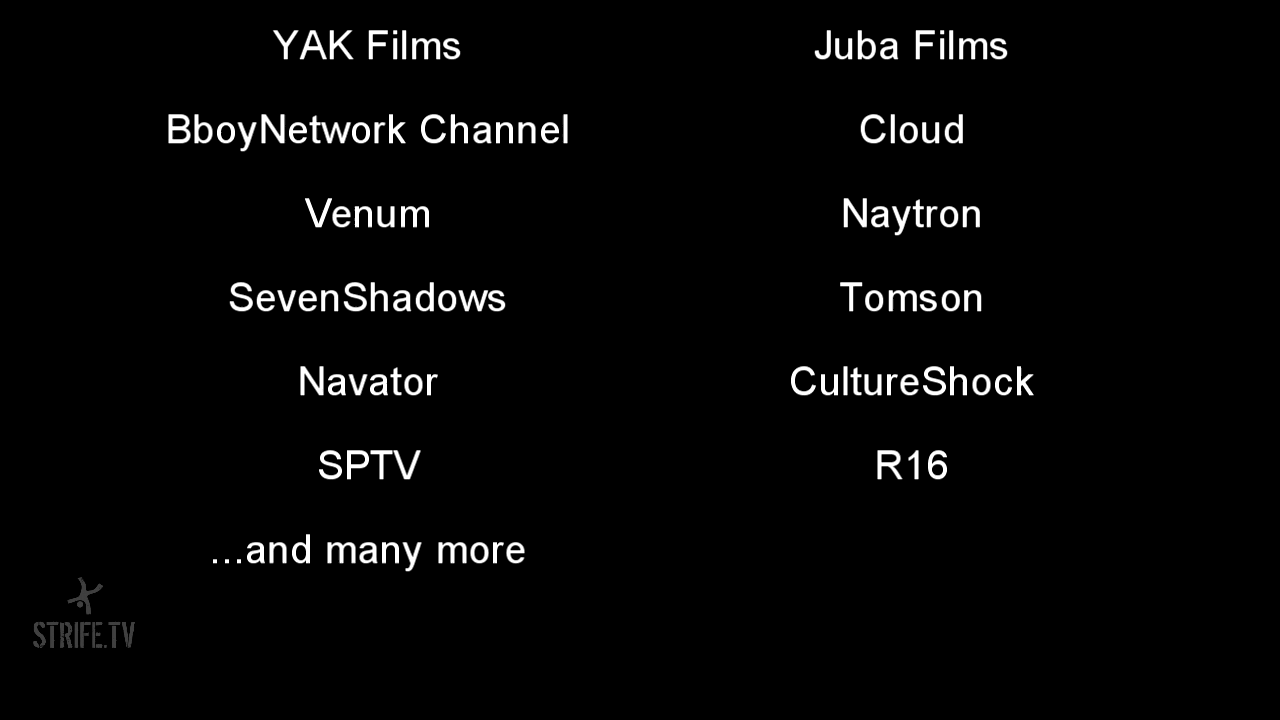 YAK Films
Juba Films
BboyNetwork Channel
Cloud
Venum
Naytron
SevenShadows
Tomson
Navator
CultureShock
SPTV
R16
...and many more
STRIFE.TV